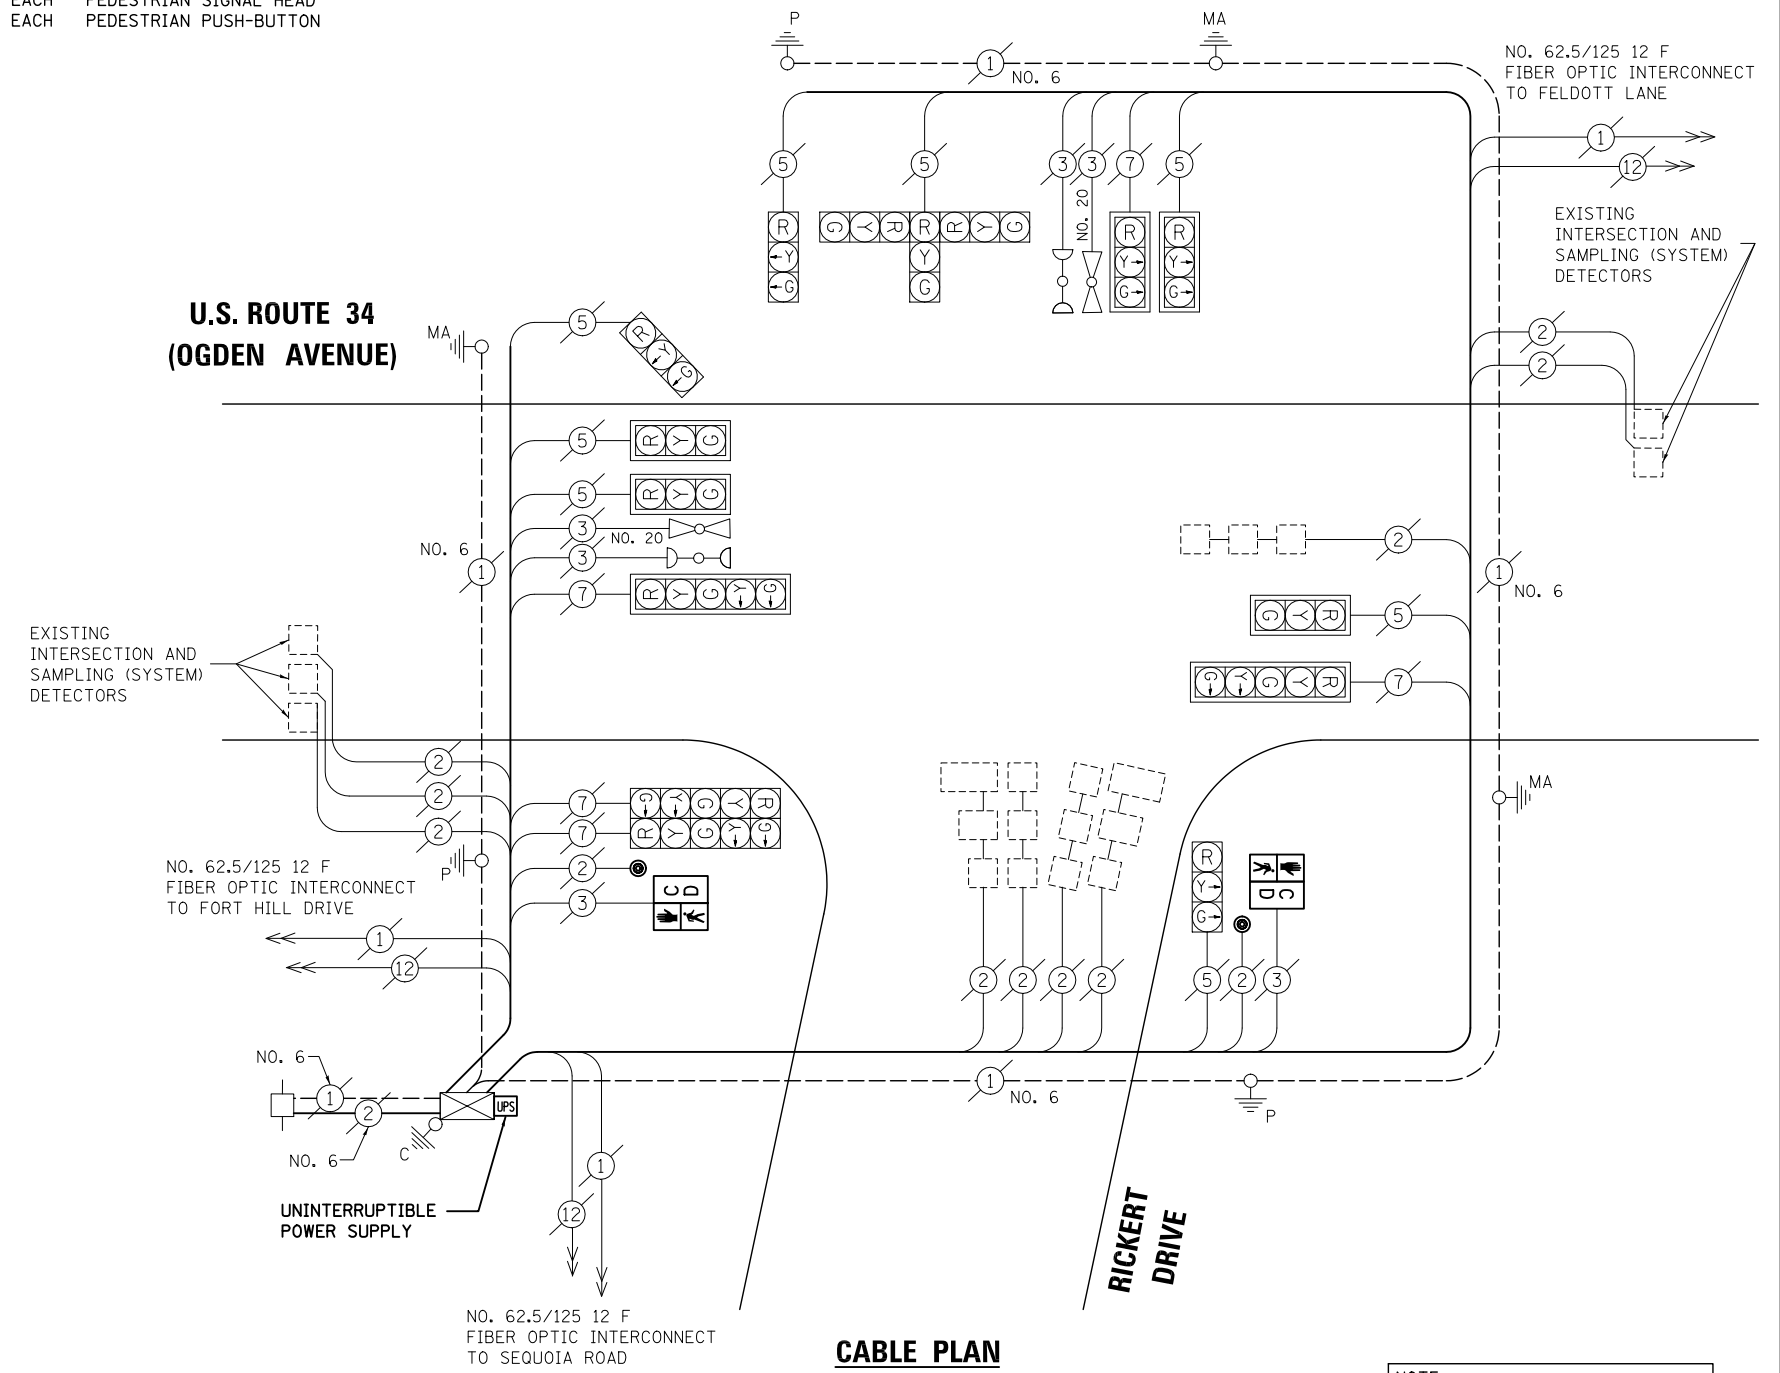 EACH PEDESTRIAN SIGNAL HEAD
EACH PEDESTRIAN PUSH-BUTTON
P
MA
1
NO. 6
NO. 62.5/125 12 F
FIBER OPTIC INTERCONNECT
TO FELDOTT LANE
1
12
5
5
3
3
7
5
NO. 20
R
Y
G
G Y R R R Y G
Y
G
R
Y
G
R
Y
G
EXISTING
INTERSECTION AND
SAMPLING (SYSTEM)
DETECTORS
U.S. ROUTE 34
(OGDEN AVENUE)
MA
5
R Y G
2
2
5
R Y G
5
R Y G
3
NO. 20
3
7
R Y G Y G
NO. 6
1
2
1
NO. 6
G Y R
5
G Y G Y R
7
EXISTING
INTERSECTION AND
SAMPLING (SYSTEM)
DETECTORS
2
2
2
7
G Y G Y R
7
R Y G Y G
2
3
C D
P
MA
R
Y
G
C D
2
2
2
2
5
2
3
NO. 62.5/125 12 F
FIBER OPTIC INTERCONNECT
TO FORT HILL DRIVE
1
12
NO. 6
1
2
NO. 6
UPS
C
1
NO. 6
P
UNINTERRUPTIBLE
POWER SUPPLY
1
12
RICKERT
DRIVE
NO. 62.5/125 12 F
FIBER OPTIC INTERCONNECT
TO SEQUOIA ROAD
CABLE PLAN